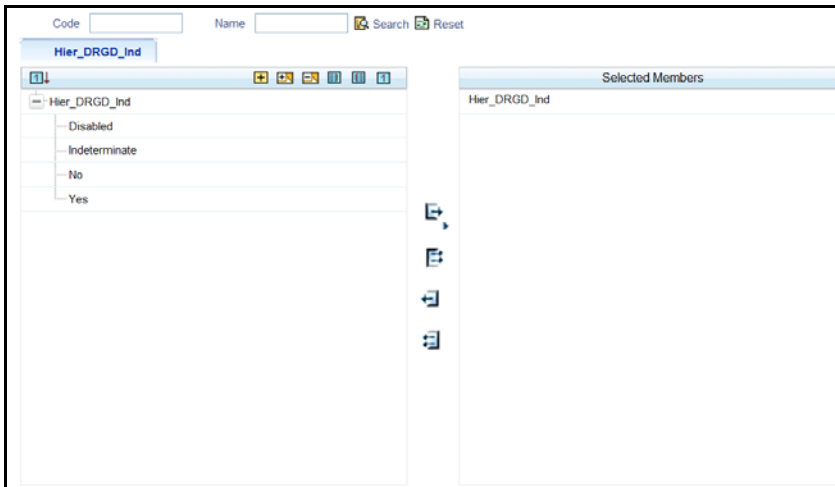 Code Name Search Reset
Hier_DRGD_Ind
Selected Members
Hier_DRGD_Ind Hier_DRGD_Ind
Disabled
Indeterminate
No
Yes